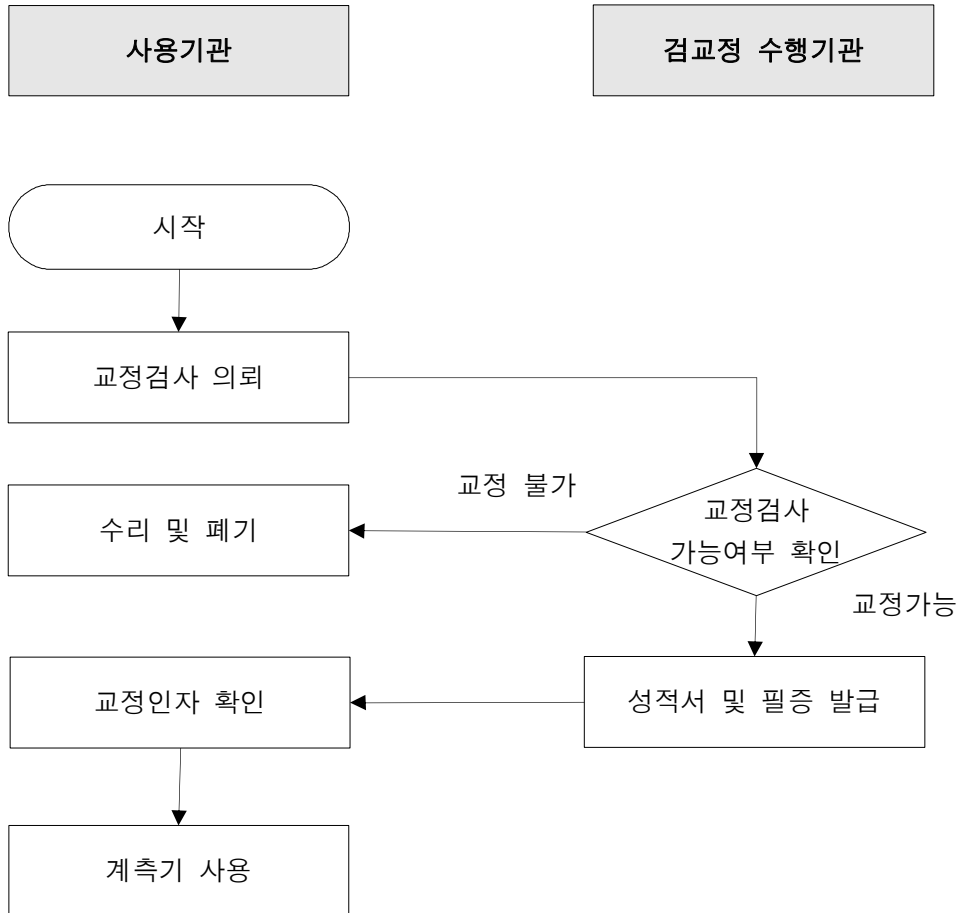 사용기관
검교정 수행기관
시작
교정검사 의뢰
교정 불가
수리 및 폐기
교정검사
가능여부 확인
교정가능
교정인자 확인
성적서 및 필증 발급
계측기 사용